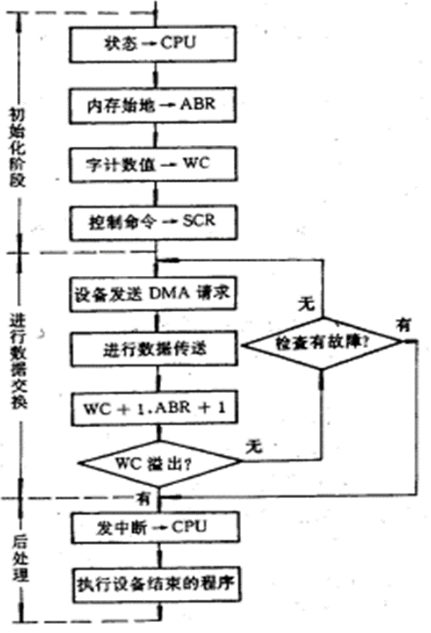 状态→CPU
内存始地→ABR
字计数值→WC
控制命令→SCR
初始化阶段
设备发送 DMA 请求
无
有
进行数据传送
检查有故障?
WC+1.ABR+1
无
WC 溢出?
进行数据交换
有
发中断→CPU
执行设备结束的程序
后处理